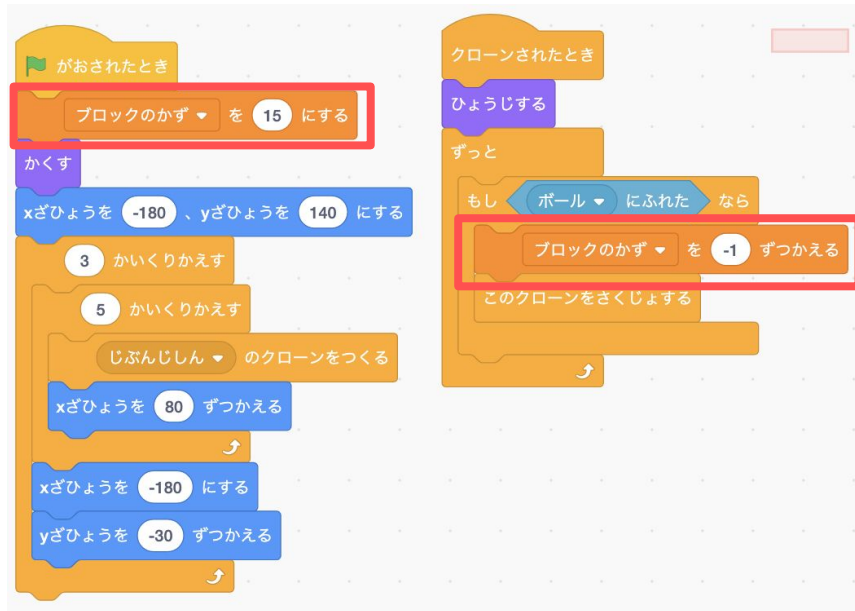 がおされたとき
ブロックのかず を 15 にする
かくす
xざひょうを -180 、yざひょうを 140 にする
3 かいくりかえす
5 かいくりかえす
じぶんじしん のクローンをつくる
xざひょうを 80 ずつかえる
xざひょうを -180 にする
yざひょうを -30 ずつかえる
クローンされたとき
ひょうじする
ずっと
もし ボール にふれた なら
ブロックのかず を -1 ずつかえる
このクローンをさくじょする